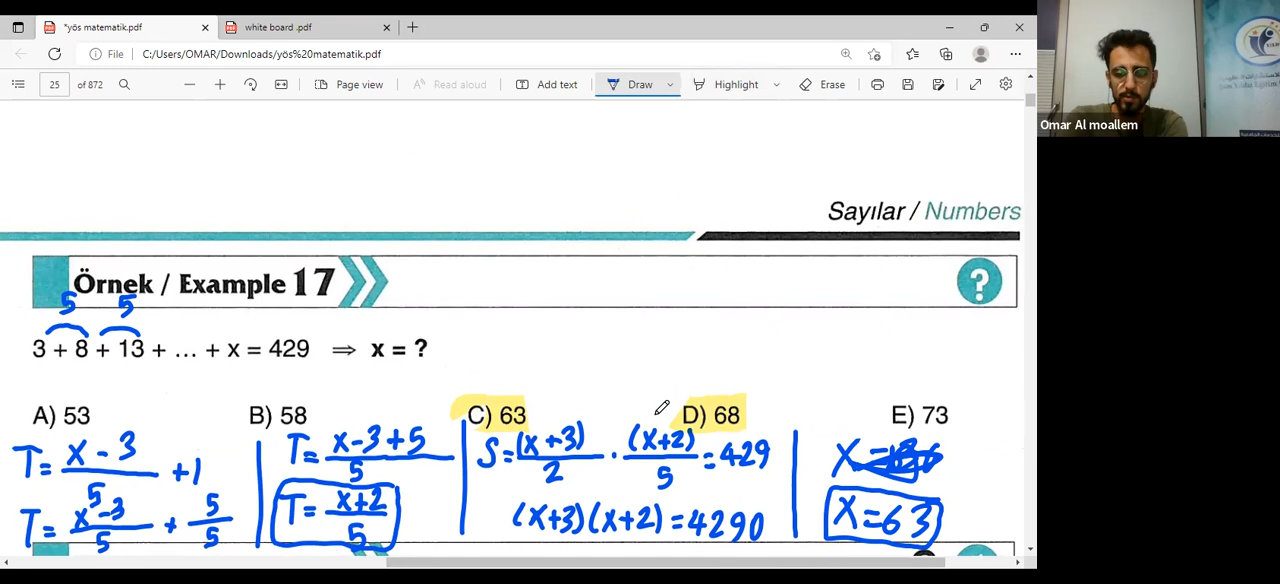 *yös matematik.pdf
white board .pdf
File
C:/Users/OMAR/Downloads/yös%20matematik.pdf
25 of 872
Page view
Read aloud
Add text
Draw
Highlight
Erase
Omar Al moallem
Sayılar / Numbers
Örnek / Example 17
?
5 5
3 + 8 + 13 + ... + x = 429 ⇒ x = ?
A) 53
B) 58
C) 63
D) 68
E) 73
T = (x - 3)/5 + 1
T = (x - 3)/5 + 5/5
T = (x - 3 + 5)/5
T = (x + 2)/5
S = (x + 3)/2 · (x + 2)/5 = 429
(x+3)(x+2) = 4290
x = 63